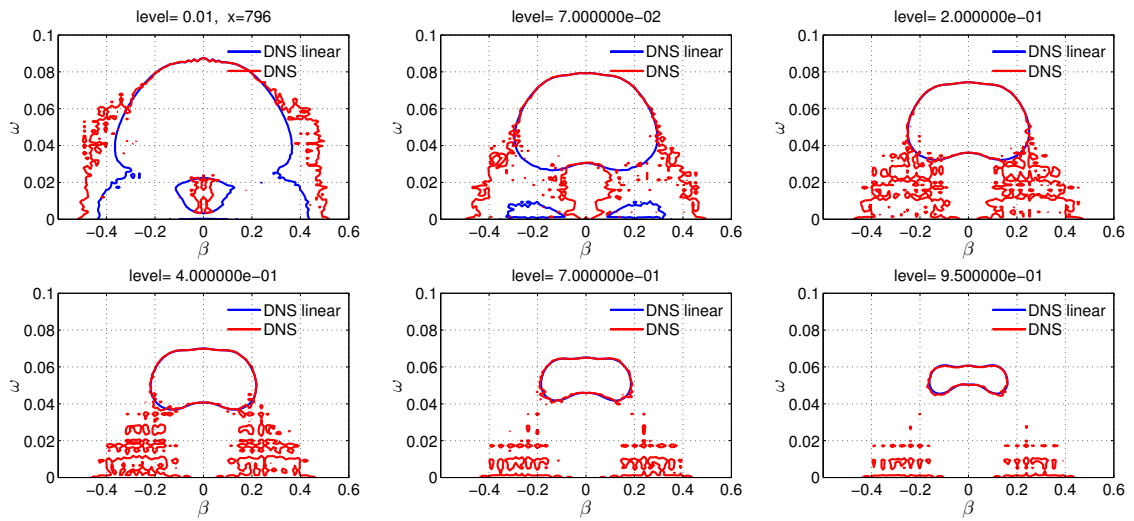 level= 0.01,  x=796
0.1
0.08
0.06
0.04
0.02
0
ω
DNS linear
DNS
−0.4
−0.2
0
0.2
0.4
0.6
β
level= 7.000000e−02
0.1
0.08
0.06
0.04
0.02
0
ω
DNS linear
DNS
−0.4
−0.2
0
0.2
0.4
0.6
β
level= 2.000000e−01
0.1
0.08
0.06
0.04
0.02
0
ω
DNS linear
DNS
−0.4
−0.2
0
0.2
0.4
0.6
β
level= 4.000000e−01
0.1
0.08
0.06
0.04
0.02
0
ω
DNS linear
DNS
−0.4
−0.2
0
0.2
0.4
0.6
β
level= 7.000000e−01
0.1
0.08
0.06
0.04
0.02
0
ω
DNS linear
DNS
−0.4
−0.2
0
0.2
0.4
0.6
β
level= 9.500000e−01
0.1
0.08
0.06
0.04
0.02
0
ω
DNS linear
DNS
−0.4
−0.2
0
0.2
0.4
0.6
β